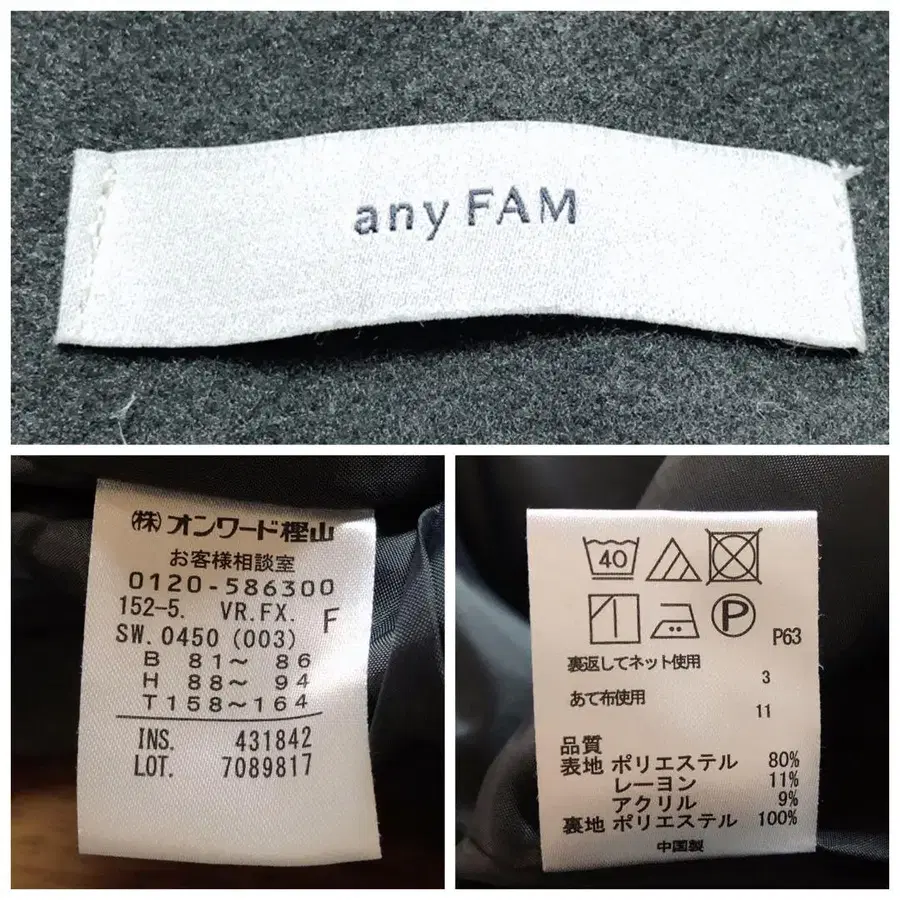 any FAM
㈱オンワード樫山
お客様相談室
0120-586300
152-5. VR.FX. F
SW.0450 (003)
B 81～ 86
H 88～ 94
T158～164
INS. 431842
LOT. 7089817
40
P
P63
裏返してネット使用
3
あて布使用
11
品質
表地 ポリエステル 80%
レーヨン 11%
アクリル 9%
裏地 ポリエステル 100%
中国製